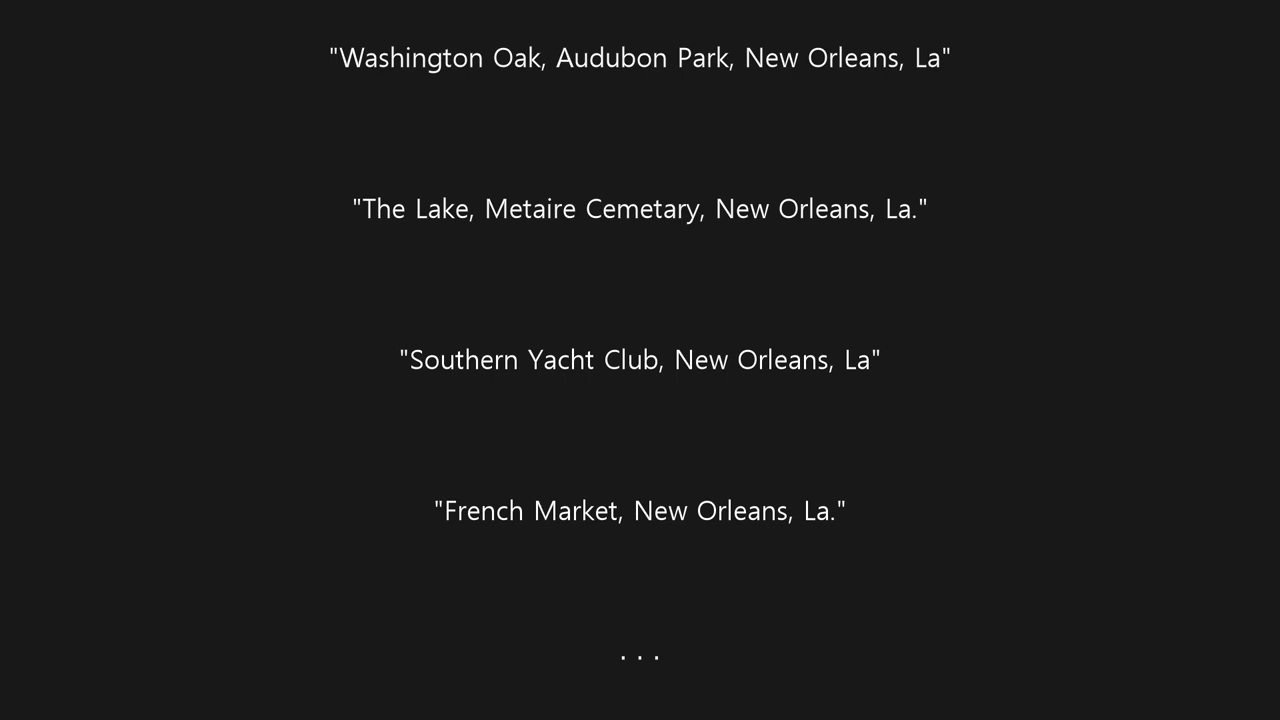 "Washington Oak, Audubon Park, New Orleans, La"
"The Lake, Metaire Cemetary, New Orleans, La."
"Southern Yacht Club, New Orleans, La"
"French Market, New Orleans, La."
. . .